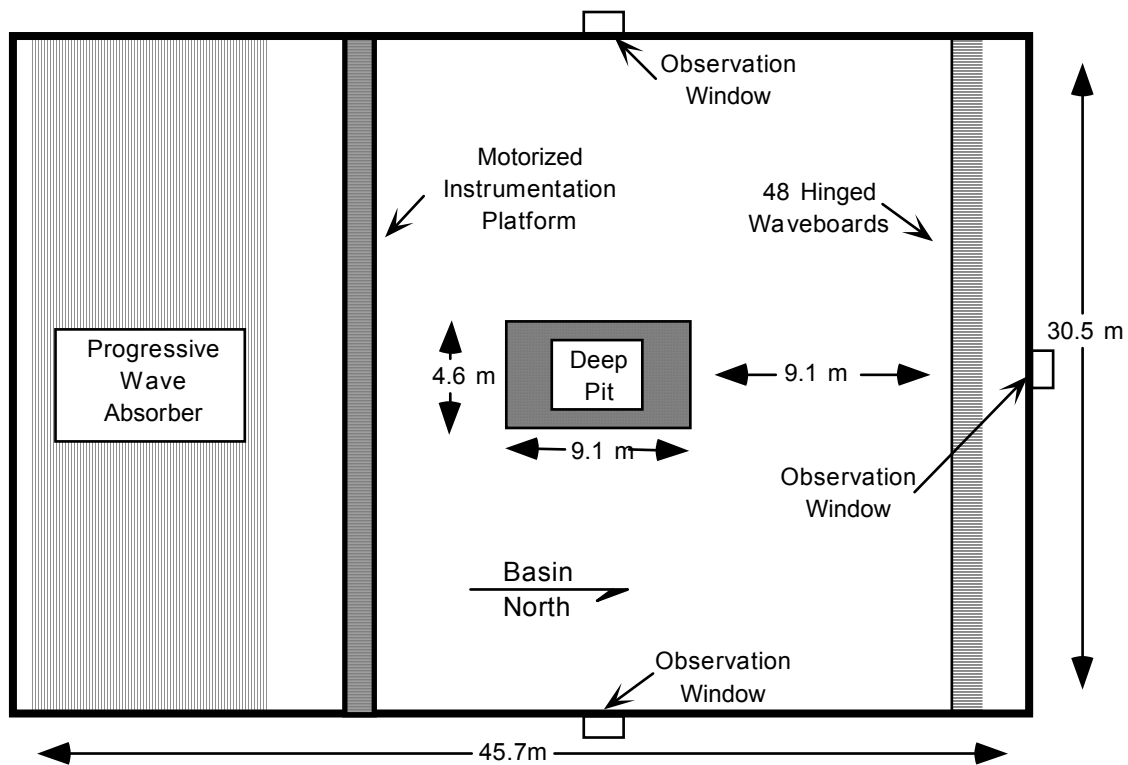 Observation
Window
Motorized
Instrumentation
Platform
48 Hinged
Waveboards
30.5 m
Progressive
Wave
Absorber
4.6 m
Deep
Pit
9.1 m
9.1 m
Observation
Window
Basin
North
Observation
Window
45.7m